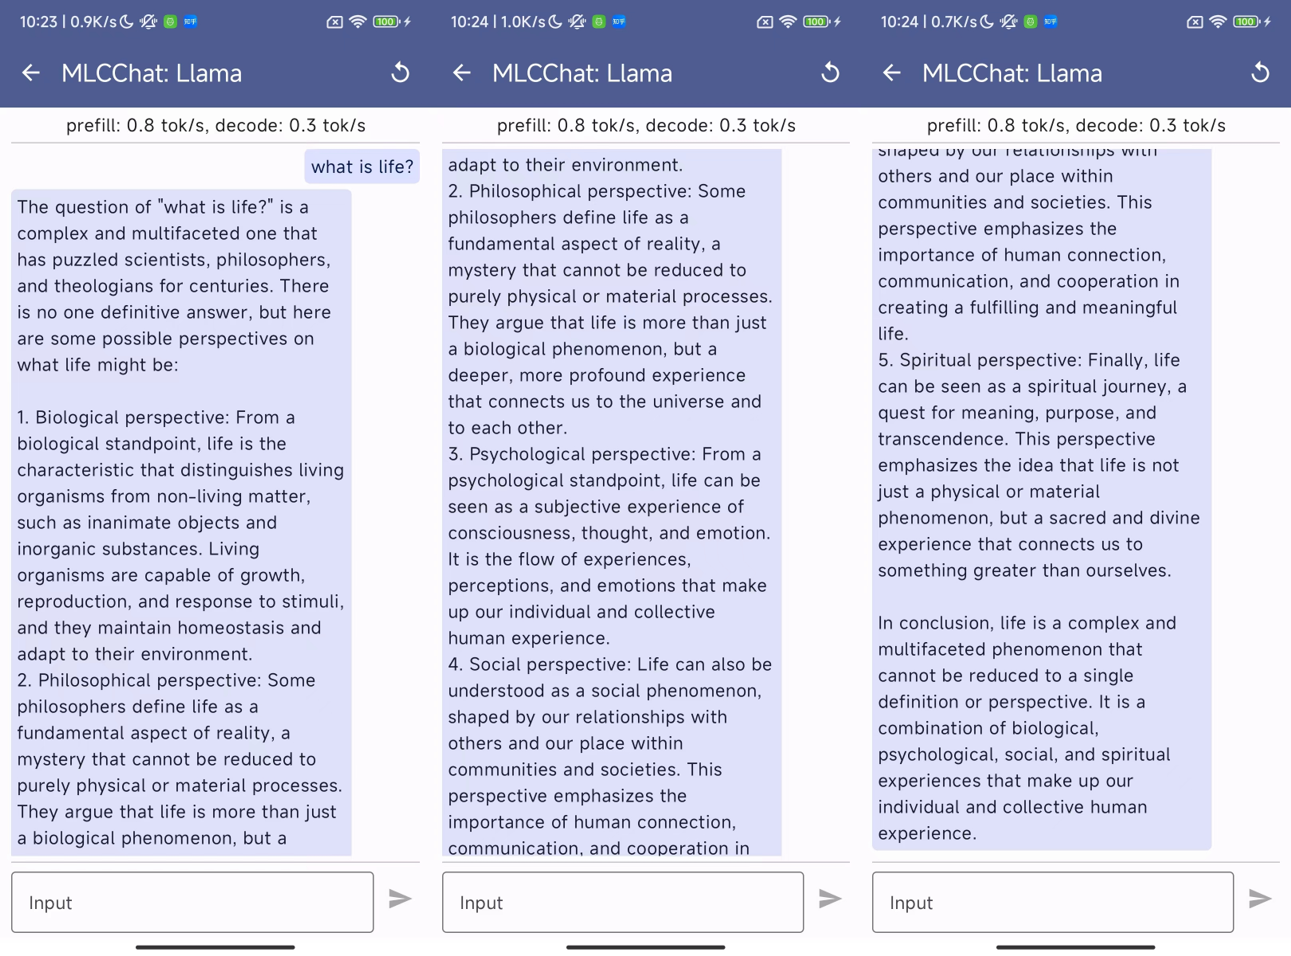 10:23 | 0.9K/s
100
MLCChat: Llama
prefill: 0.8 tok/s, decode: 0.3 tok/s
what is life?
The question of "what is life?" is a
complex and multifaceted one that
has puzzled scientists, philosophers,
and theologians for centuries. There
is no one definitive answer, but here
are some possible perspectives on
what life might be:
1. Biological perspective: From a
biological standpoint, life is the
characteristic that distinguishes living
organisms from non-living matter,
such as inanimate objects and
inorganic substances. Living
organisms are capable of growth,
reproduction, and response to stimuli,
and they maintain homeostasis and
adapt to their environment.
2. Philosophical perspective: Some
philosophers define life as a
fundamental aspect of reality, a
mystery that cannot be reduced to
purely physical or material processes.
They argue that life is more than just
a biological phenomenon, but a
Input
10:24 | 1.0K/s
100
MLCChat: Llama
prefill: 0.8 tok/s, decode: 0.3 tok/s
adapt to their environment.
2. Philosophical perspective: Some
philosophers define life as a
fundamental aspect of reality, a
mystery that cannot be reduced to
purely physical or material processes.
They argue that life is more than just
a biological phenomenon, but a
deeper, more profound experience
that connects us to the universe and
to each other.
3. Psychological perspective: From a
psychological standpoint, life can be
seen as a subjective experience of
consciousness, thought, and emotion.
It is the flow of experiences,
perceptions, and emotions that make
up our individual and collective
human experience.
4. Social perspective: Life can also be
understood as a social phenomenon,
shaped by our relationships with
others and our place within
communities and societies. This
perspective emphasizes the
importance of human connection,
communication, and cooperation in
Input
10:24 | 0.7K/s
100
MLCChat: Llama
prefill: 0.8 tok/s, decode: 0.3 tok/s
shaped by our relationships with
others and our place within
communities and societies. This
perspective emphasizes the
importance of human connection,
communication, and cooperation in
creating a fulfilling and meaningful
life.
5. Spiritual perspective: Finally, life
can be seen as a spiritual journey, a
quest for meaning, purpose, and
transcendence. This perspective
emphasizes the idea that life is not
just a physical or material
phenomenon, but a sacred and divine
experience that connects us to
something greater than ourselves.
In conclusion, life is a complex and
multifaceted phenomenon that
cannot be reduced to a single
definition or perspective. It is a
combination of biological,
psychological, social, and spiritual
experiences that make up our
individual and collective human
experience.
Input